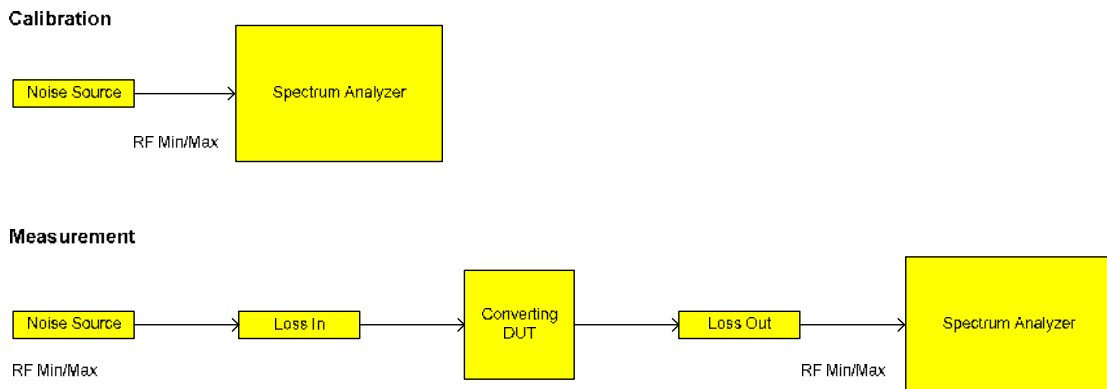 Calibration
Noise Source
Spectrum Analyzer
RF Min/Max
Measurement
Noise Source
Loss In
Converting
DUT
Loss Out
Spectrum Analyzer
RF Min/Max
RF Min/Max